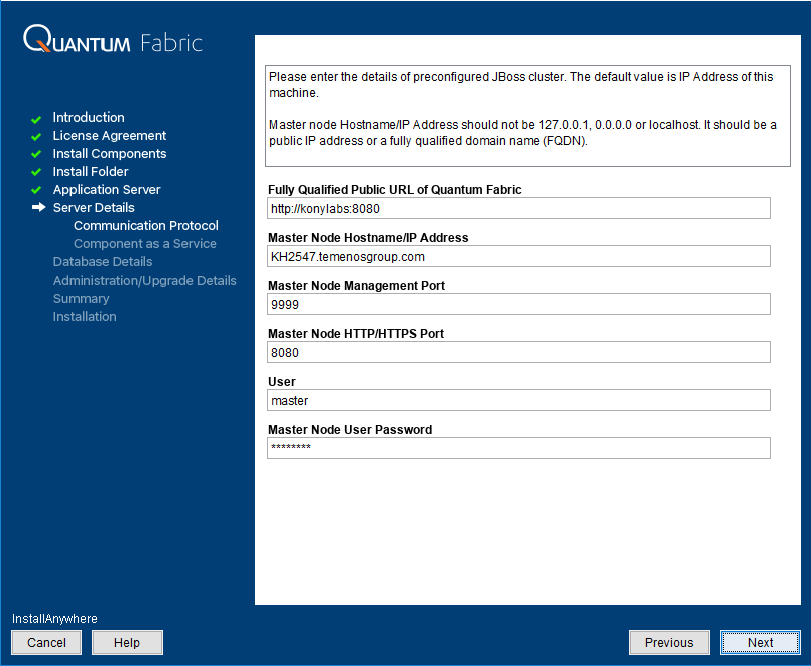 QUANTUM Fabric
Introduction
License Agreement
Install Components
Install Folder
Application Server
Server Details
Communication Protocol
Component as a Service
Database Details
Administration/Upgrade Details
Summary
Installation
Please enter the details of preconfigured JBoss cluster. The default value is IP Address of this
machine.
Master node Hostname/IP Address should not be 127.0.0.1, 0.0.0.0 or localhost. It should be a
public IP address or a fully qualified domain name (FQDN).
Fully Qualified Public URL of Quantum Fabric
http://konylabs:8080
Master Node Hostname/IP Address
KH2547.temenosgroup.com
Master Node Management Port
9999
Master Node HTTP/HTTPS Port
8080
User
master
Master Node User Password
********
InstallAnywhere
Cancel
Help
Previous
Next